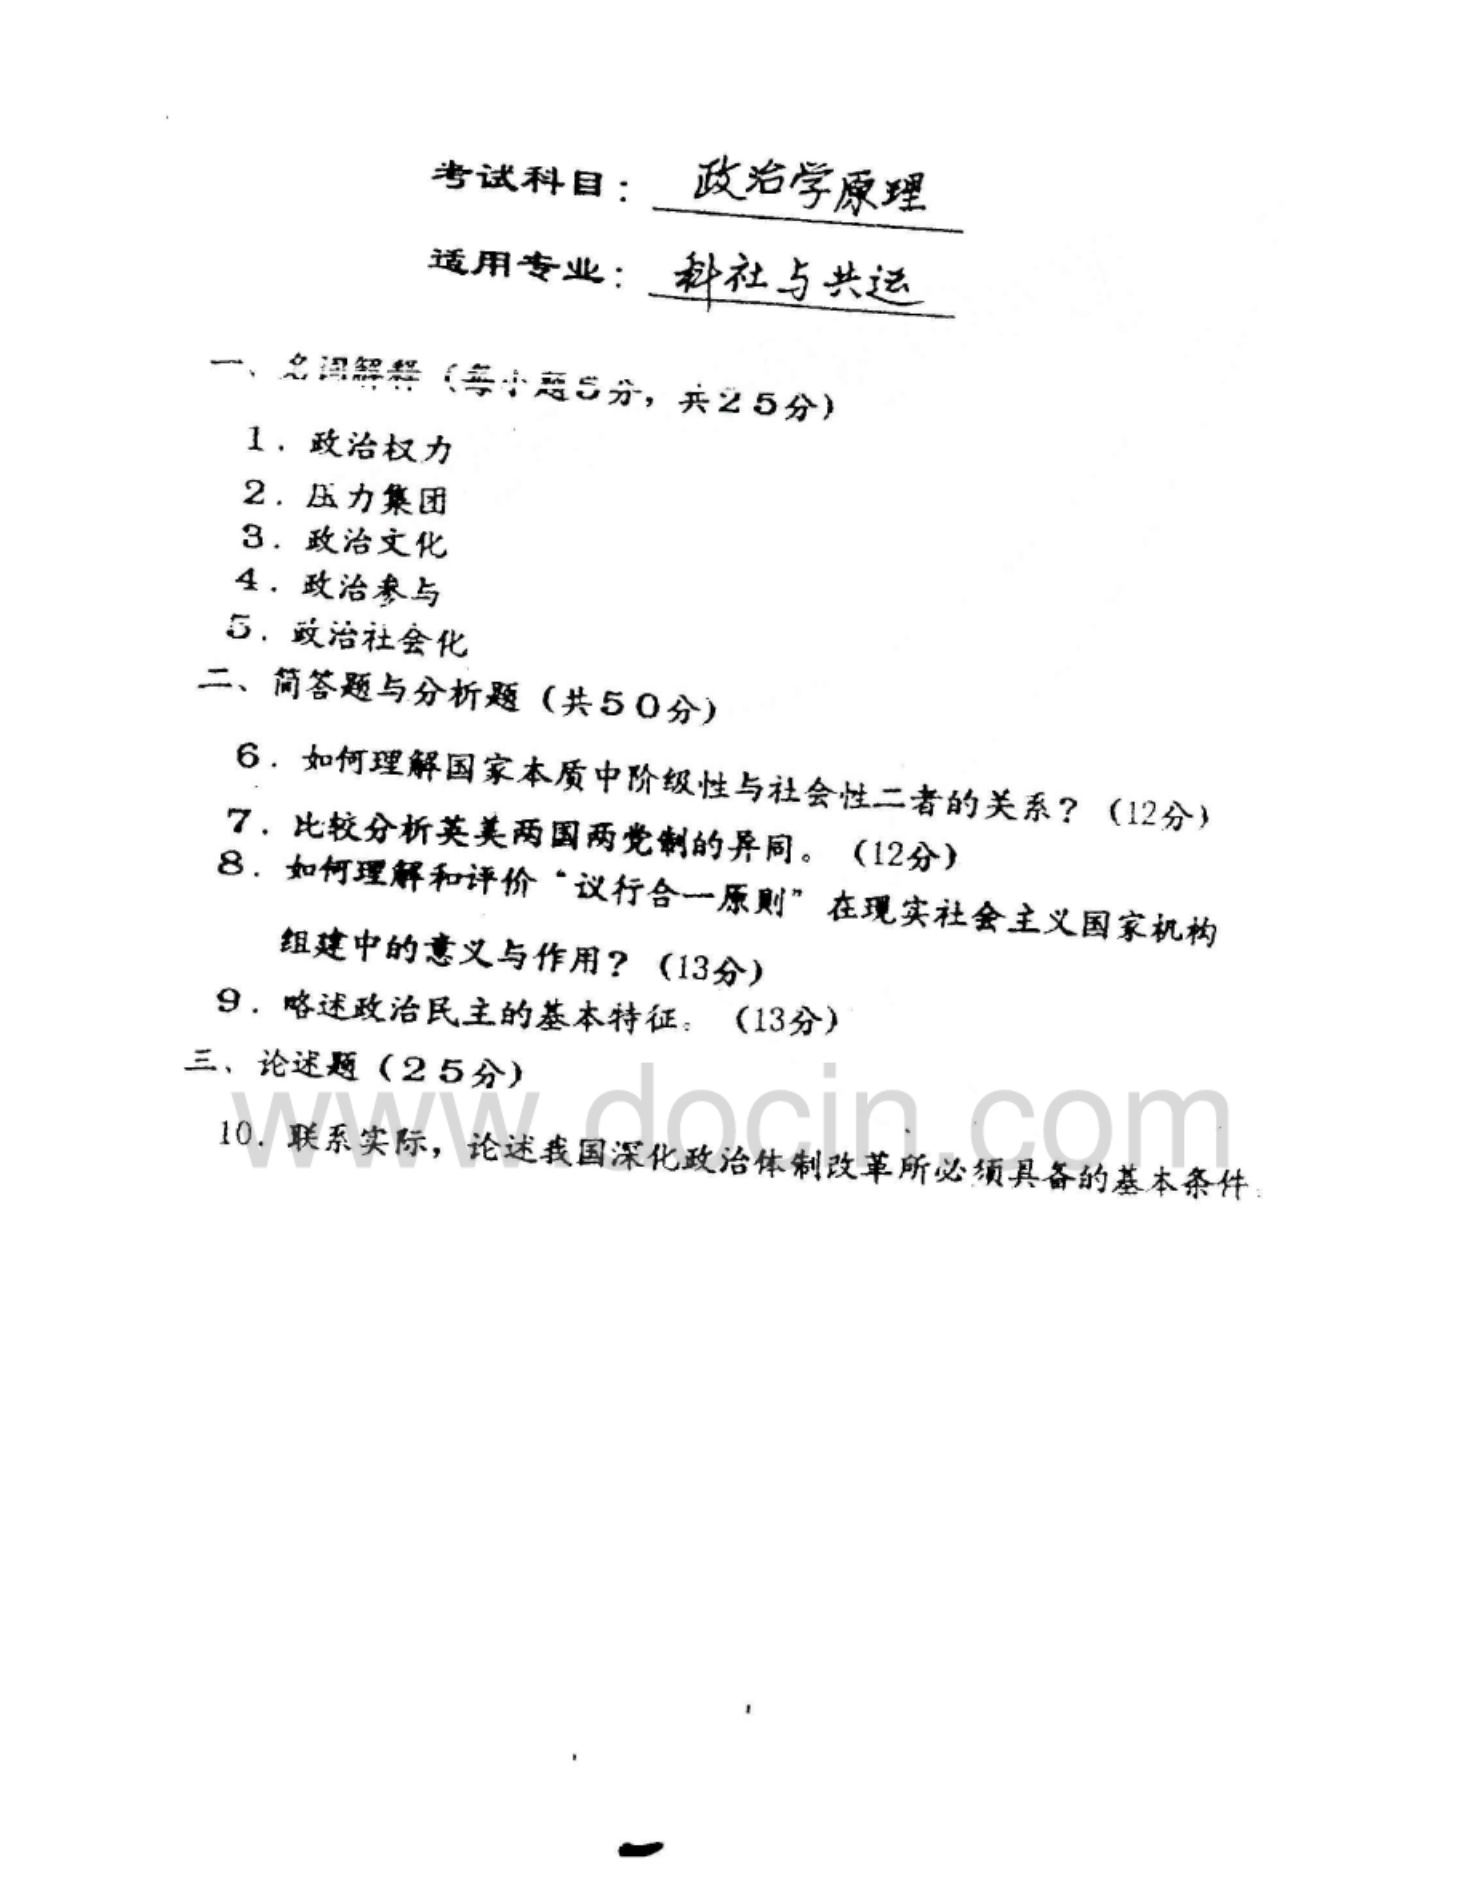 考试科目： 政治学原理
适用专业： 科社与共运
一、名词解释（每小题5分，共25分）
1．政治权力
2．压力集团
3．政治文化
4．政治参与
5．政治社会化
二、简答题与分析题（共50分）
6．如何理解国家本质中阶级性与社会性二者的关系？（12分）
7．比较分析英美两国两党制的异同。（12分）
8．如何理解和评价“议行合一原则”在现实社会主义国家机构
组建中的意义与作用？（13分）
9．略述政治民主的基本特征。（13分）
三、论述题（25分）
www.docin.com
10．联系实际，论述我国深化政治体制改革所必须具备的基本条件。